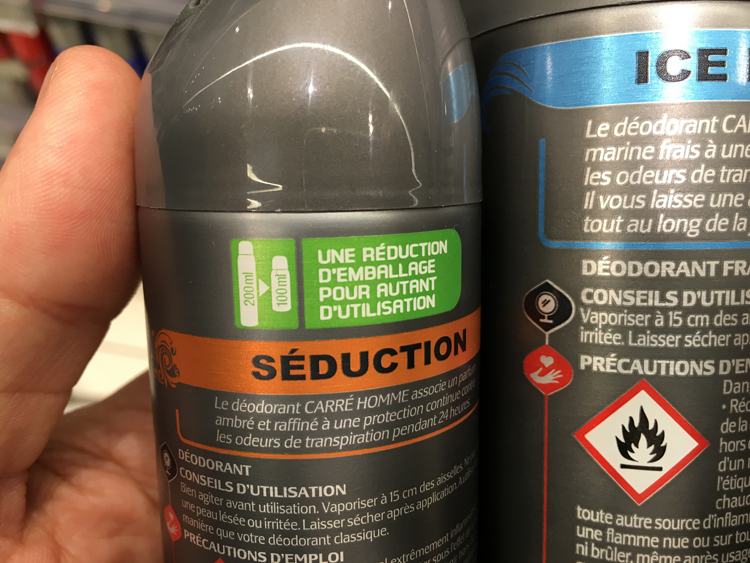 200ml
100ml
UNE RÉDUCTION
D'EMBALLAGE
POUR AUTANT
D'UTILISATION
SÉDUCTION
Le déodorant CARRÉ HOMME associe un parfum
ambré et raffiné à une protection continue contre
les odeurs de transpiration pendant 24 heures.
DÉODORANT
CONSEILS D'UTILISATION
Bien agiter avant utilisation. Vaporiser à 15 cm des aisselles.
une peau lésée ou irritée. Laisser sécher après application.
manière que votre déodorant classique.
PRÉCAUTIONS D'EMPLOI
extrêmement
ICE
Le déodorant
marine frais à une
les odeurs de
Il vous laisse une
tout au long de la
DÉODORANT
CONSEILS
Vaporiser à 15 cm des
irritée. Laisser sécher
PRÉCAUTIONS
de la
toute autre source
une flamme nue ou sur
ni brûler, même après